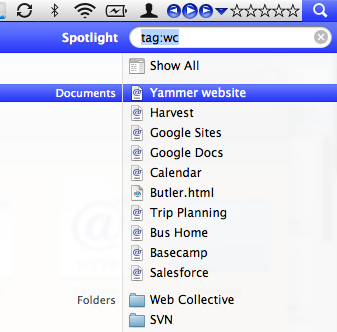 Spotlight tag:wc
Show All
Documents Yammer website
Harvest
Google Sites
Google Docs
Calendar
Butler.html
Trip Planning
Bus Home
Basecamp
Salesforce
Folders Web Collective
SVN